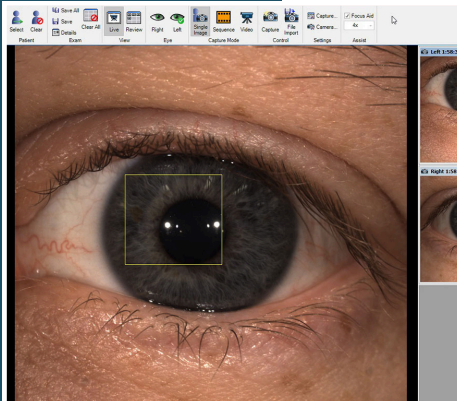 Select
Clear
Save All
Save
Details
Clear All
Live
Review
Right
Left
Single Image
Sequence
Video
Capture
File Import
Capture...
Camera...
Focus Aid
4x
Patient
Exam
View
Eye
Capture Mode
Control
Settings
Assist
Left 1:58:
Right 1:58